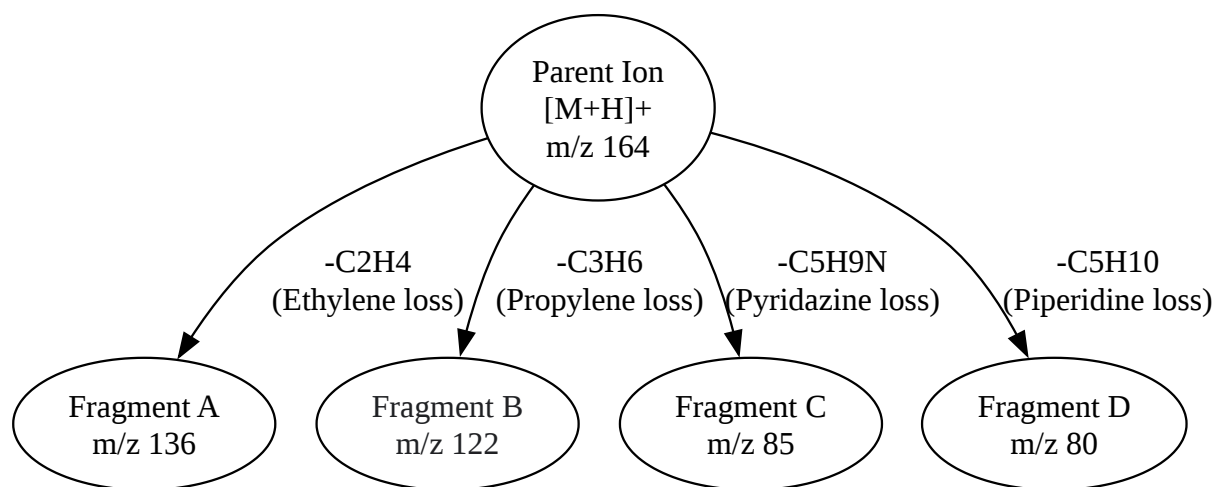 Parent Ion
[M+H]+
m/z 164
-C2H4
(Ethylene loss)
-C3H6
(Propylene loss)
-C5H9N
(Pyridazine loss)
-C5H10
(Piperidine loss)
Fragment A
m/z 136
Fragment B
m/z 122
Fragment C
m/z 85
Fragment D
m/z 80